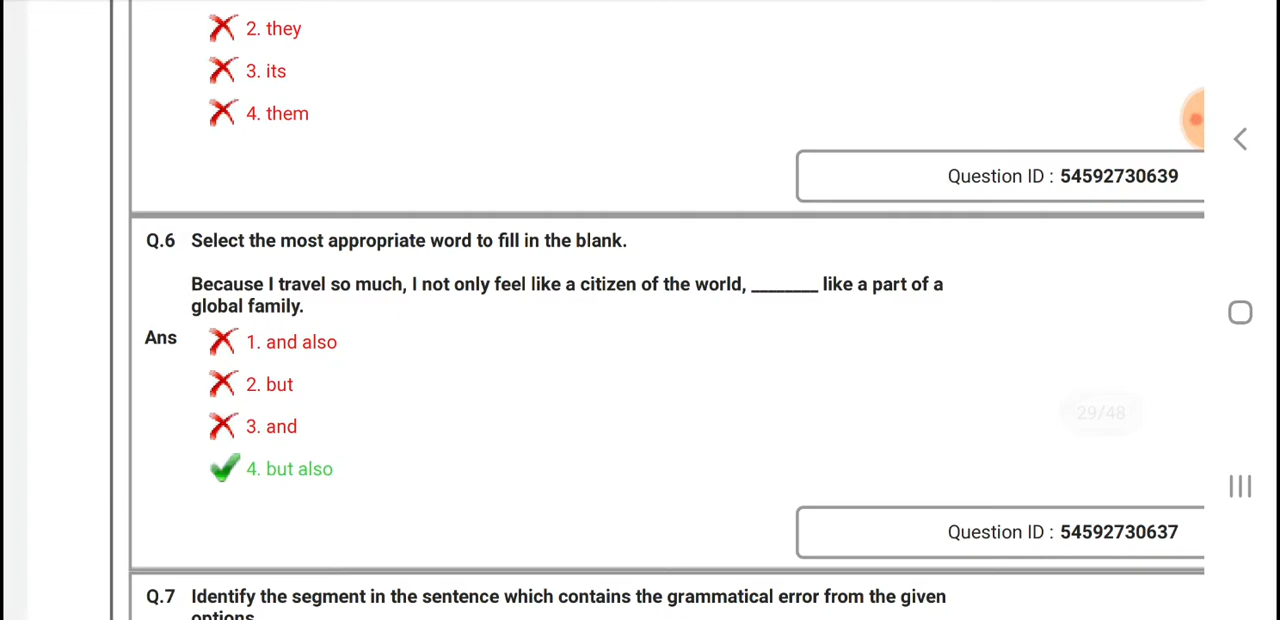 2. they
3. its
4. them
Question ID : 54592730639
Q.6 Select the most appropriate word to fill in the blank.
Because I travel so much, I not only feel like a citizen of the world, ________ like a part of a
global family.
Ans 1. and also
2. but
3. and
29/48
4. but also
Question ID : 54592730637
Q.7 Identify the segment in the sentence which contains the grammatical error from the given
options